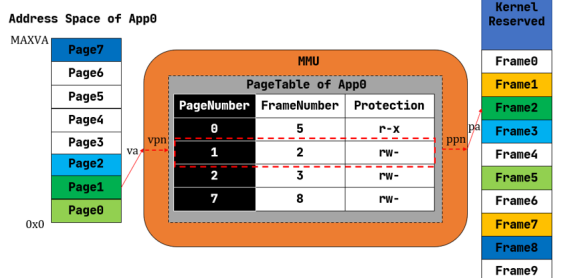 Address Space of App0
MAXVA
Page7
Page6
Page5
Page4
Page3
Page2
Page1
Page0
0x0
va
vpn
MMU
PageTable of App0
PageNumber FrameNumber Protection
0 5 r-x
1 2 rw-
2 3 rw-
7 8 rw-
ppn
pa
Kernel
Reserved
Frame0
Frame1
Frame2
Frame3
Frame4
Frame5
Frame6
Frame7
Frame8
Frame9